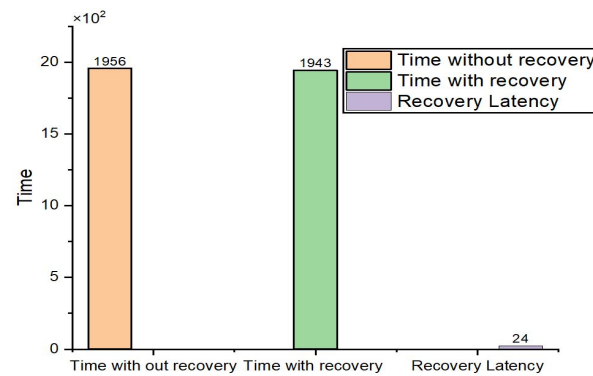 ×10²
1956
1943
Time without recovery
Time with recovery
Recovery Latency
20
15
10
5
0
Time
24
Time with out recovery
Time with recovery
Recovery Latency